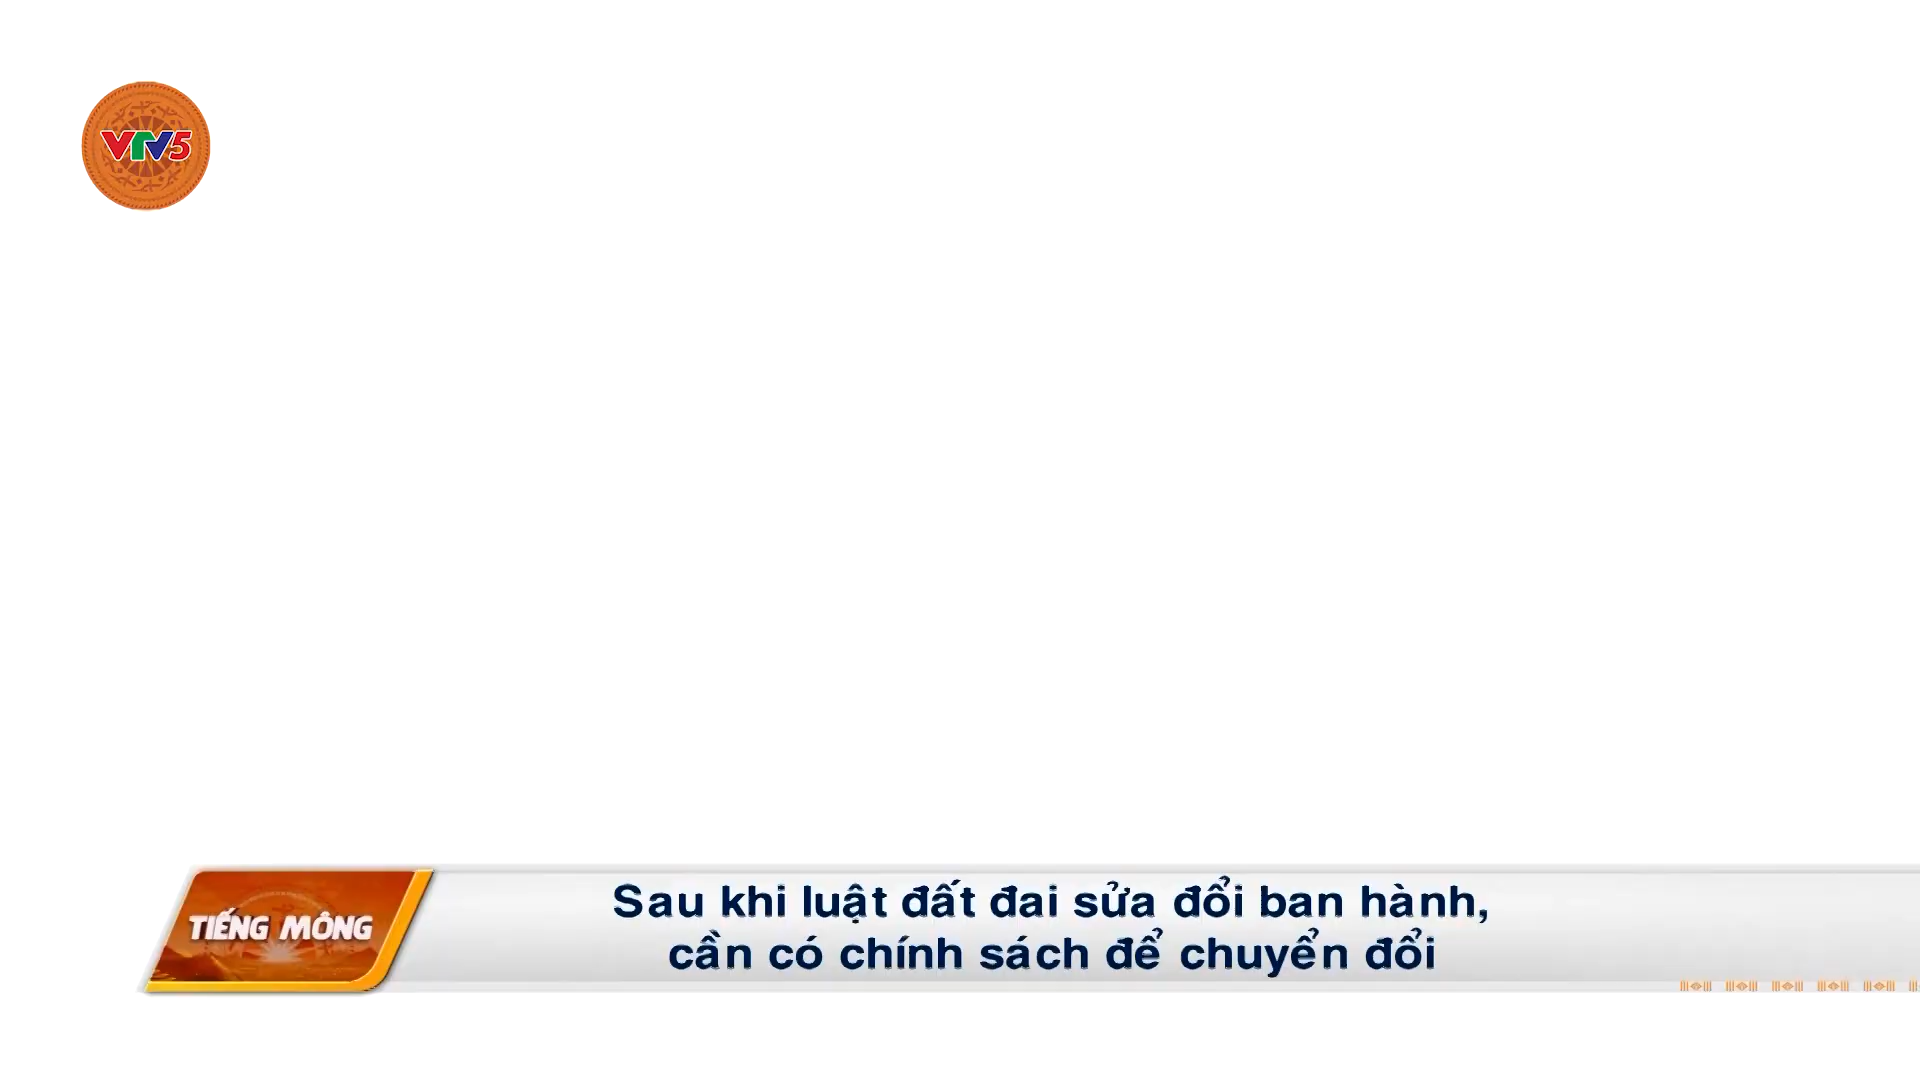 VTV5
TIẾNG MÔNG
Sau khi luật đất đai sửa đổi ban hành,
cần có chính sách để chuyển đổi